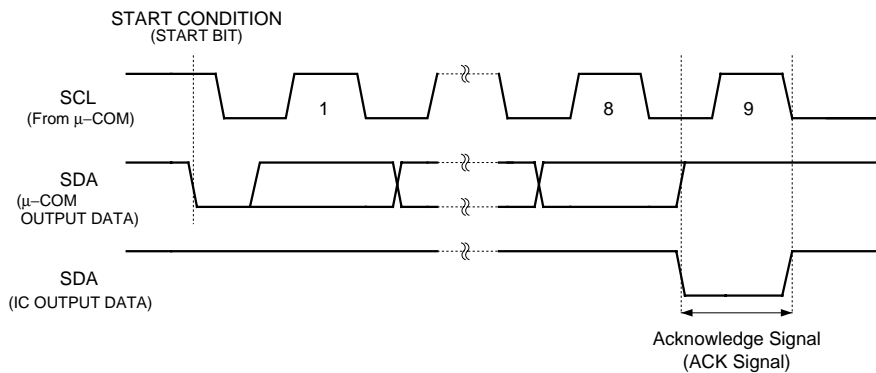 START CONDITION
(START BIT)
SCL
(From μ−COM)
1
8
9
SDA
(μ−COM
OUTPUT DATA)
SDA
(IC OUTPUT DATA)
Acknowledge Signal
(ACK Signal)